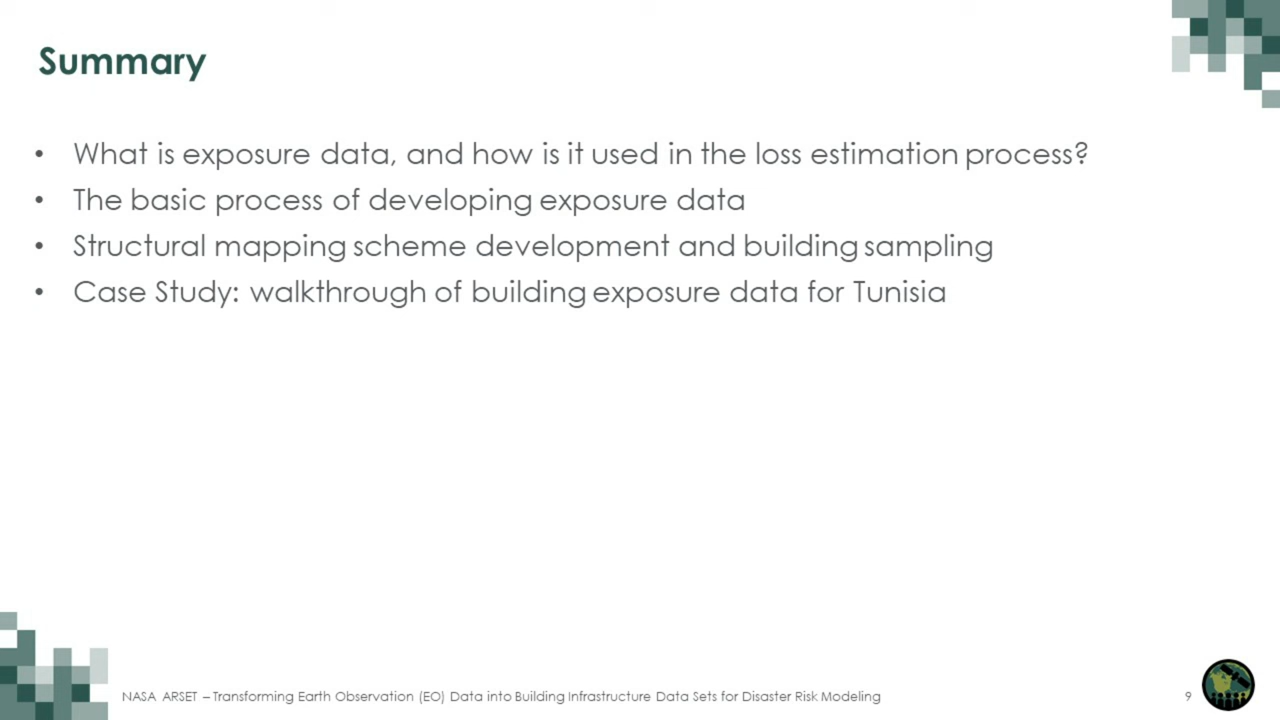 Summary
• What is exposure data, and how is it used in the loss estimation process?
• The basic process of developing exposure data
• Structural mapping scheme development and building sampling
• Case Study: walkthrough of building exposure data for Tunisia
NASA ARSET – Transforming Earth Observation (EO) Data into Building Infrastructure Data Sets for Disaster Risk Modeling
9